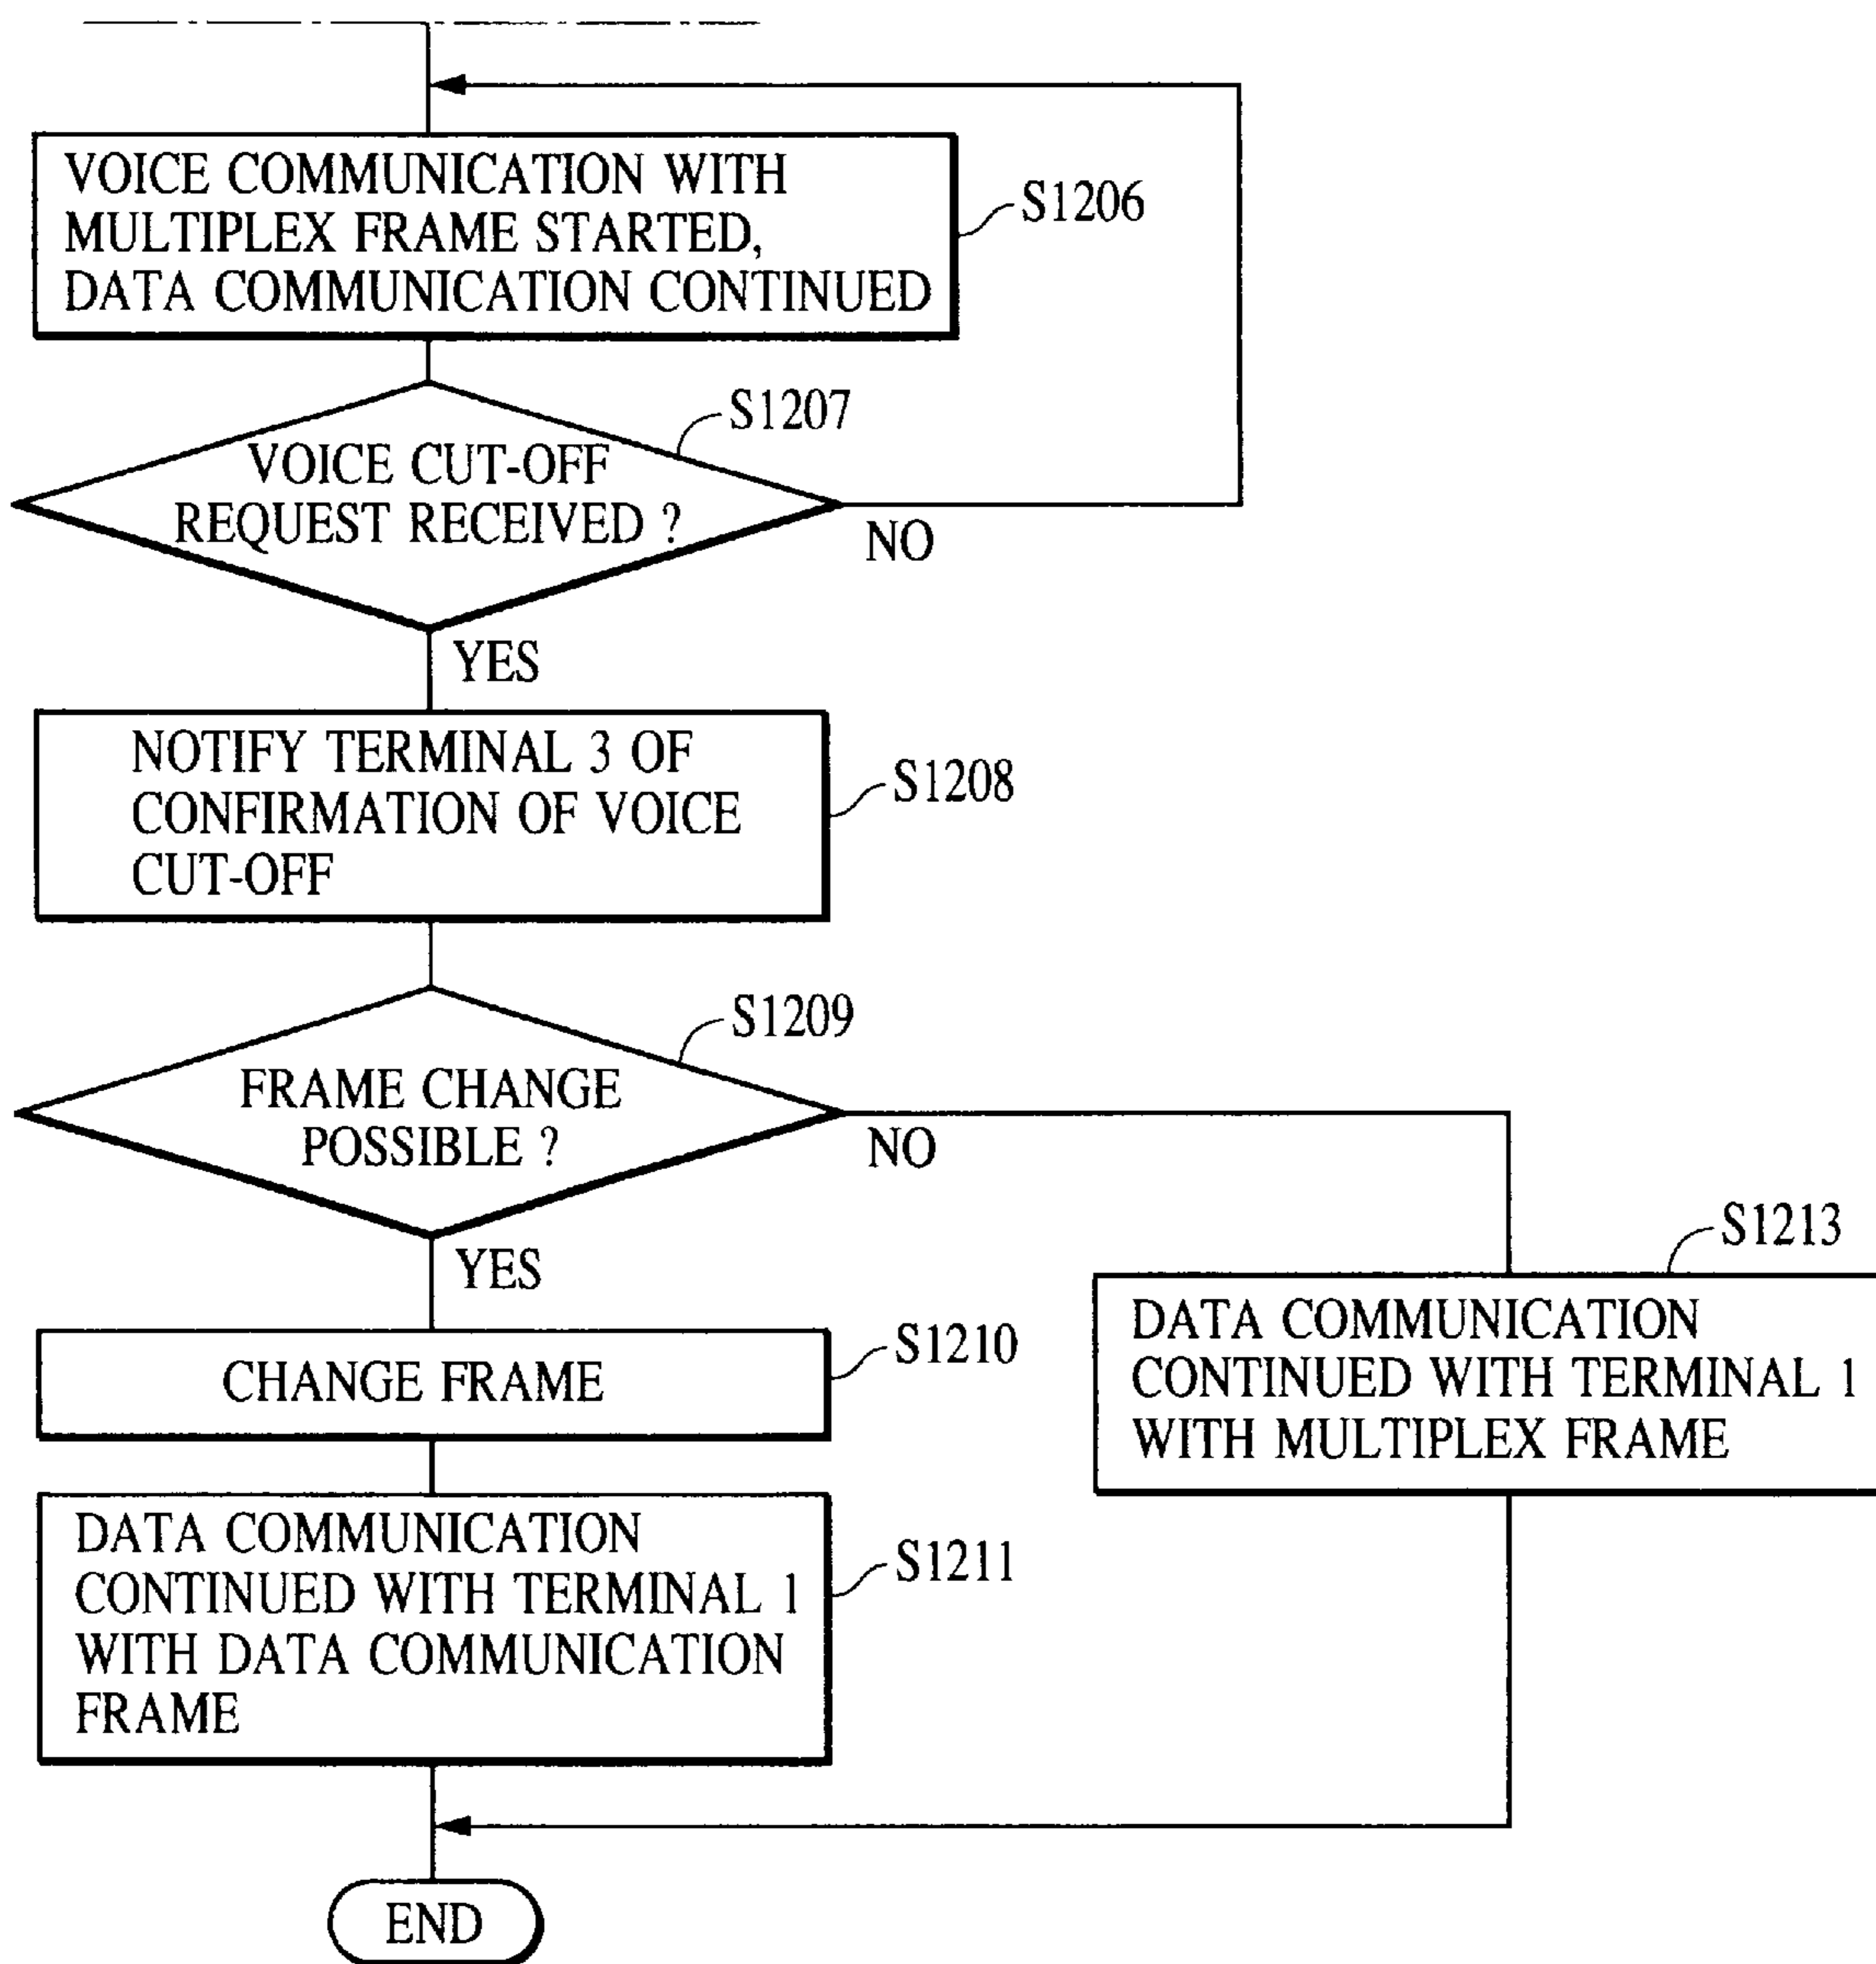 VOICE COMMUNICATION WITH
MULTIPLEX FRAME STARTED,
DATA COMMUNICATION CONTINUED
S1206
S1207
VOICE CUT-OFF
REQUEST RECEIVED ?
NO
YES
NOTIFY TERMINAL 3 OF
CONFIRMATION OF VOICE
CUT-OFF
S1208
S1209
FRAME CHANGE
POSSIBLE ?
NO
YES
CHANGE FRAME
S1210
S1213
DATA COMMUNICATION
CONTINUED WITH TERMINAL 1
WITH MULTIPLEX FRAME
DATA COMMUNICATION
CONTINUED WITH TERMINAL 1
WITH DATA COMMUNICATION
FRAME
S1211
END